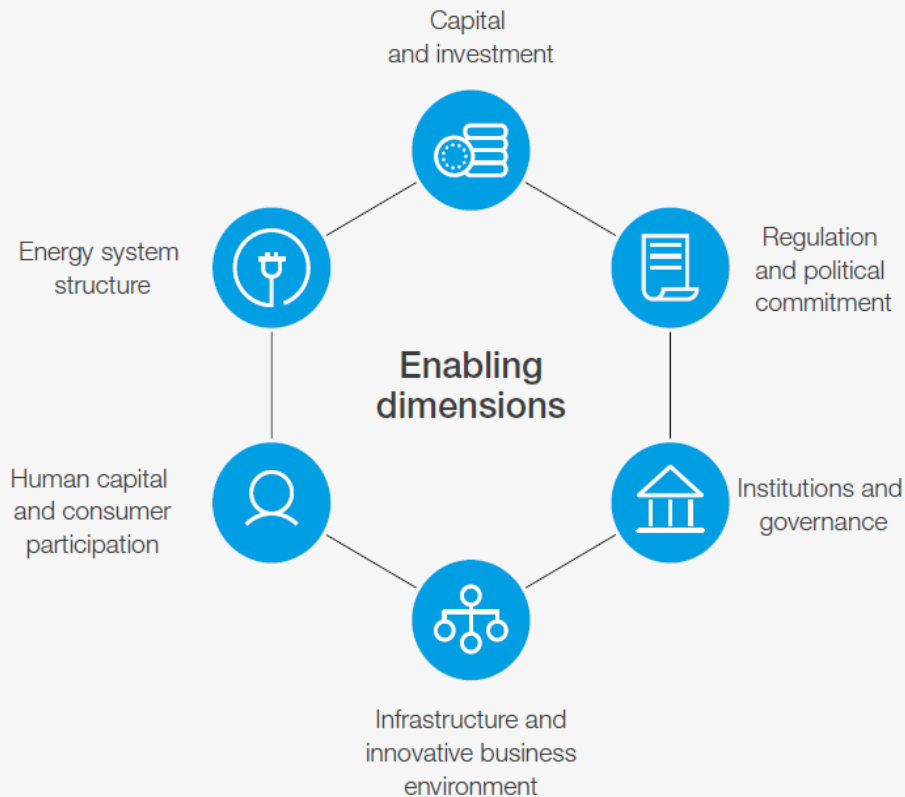 Capital
and investment
Energy system
structure
Regulation
and political
commitment
Enabling
dimensions
Human capital
and consumer
participation
Institutions and
governance
Infrastructure and
innovative business
environment